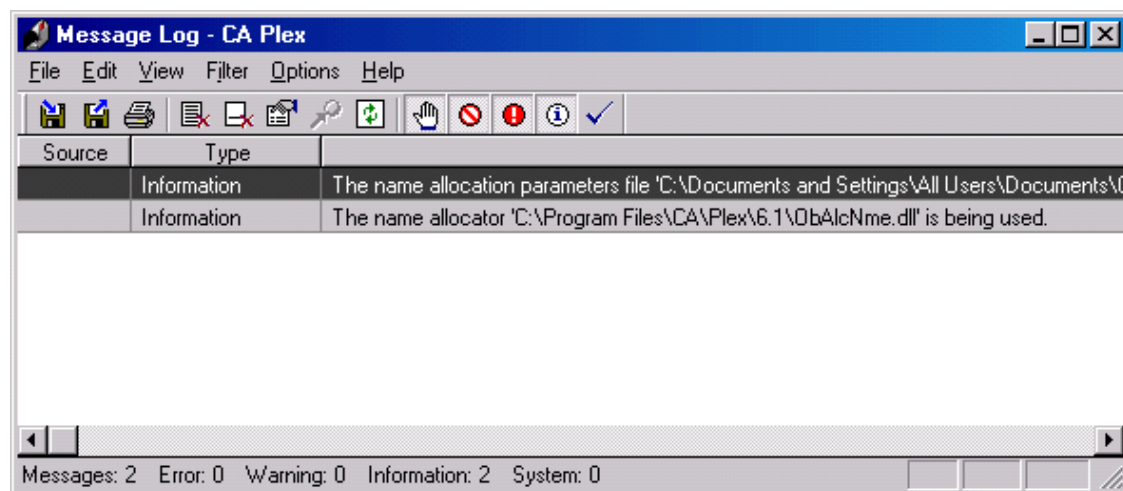 Message Log - CA Plex
File Edit View Filter Options Help
Source Type
Information The name allocation parameters file 'C:\Documents and Settings\All Users\Documents\
Information The name allocator 'C:\Program Files\CA\Plex\6.1\ObAlcNme.dll' is being used.
Messages: 2 Error: 0 Warning: 0 Information: 2 System: 0